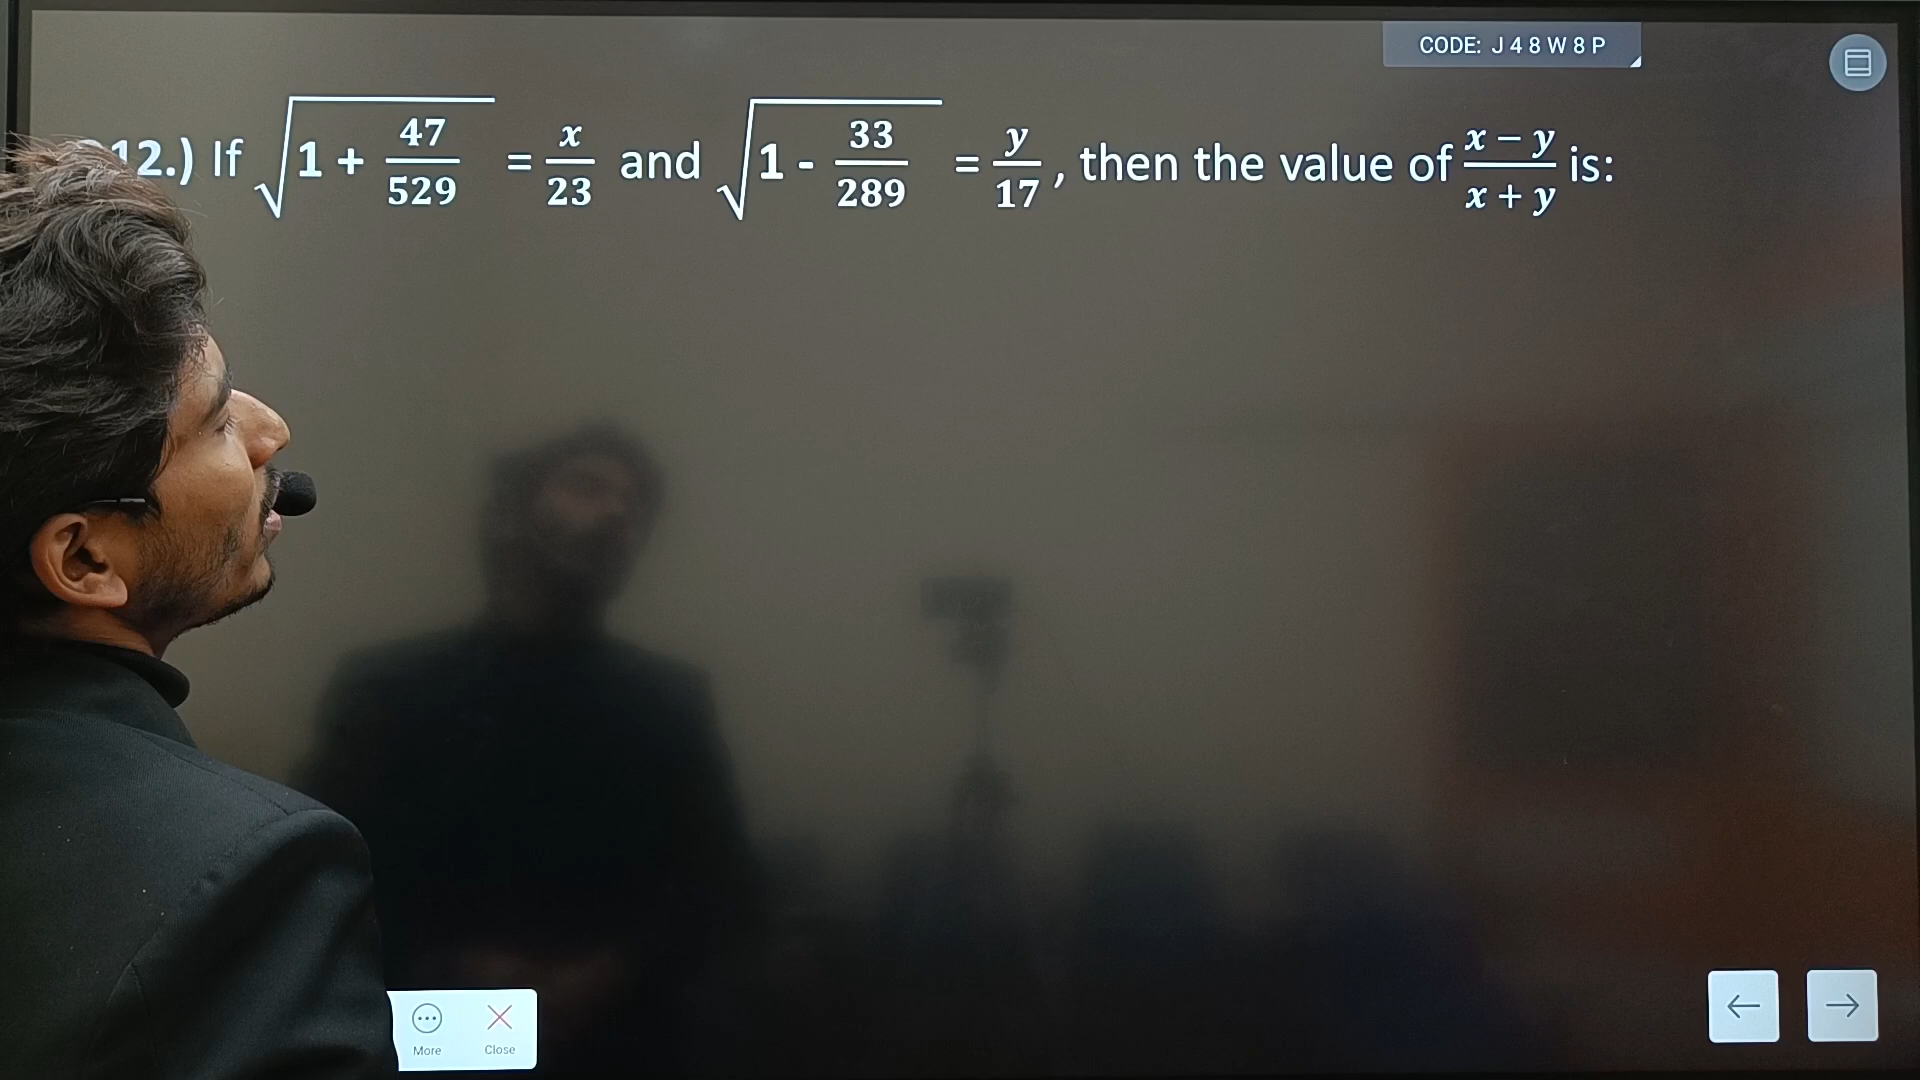 CODE: J 4 8 W 8 P
12.) If √(1 + 47/529) = x/23 and √(1 - 33/289) = y/17, then the value of (x − y)/(x + y) is:
More Close